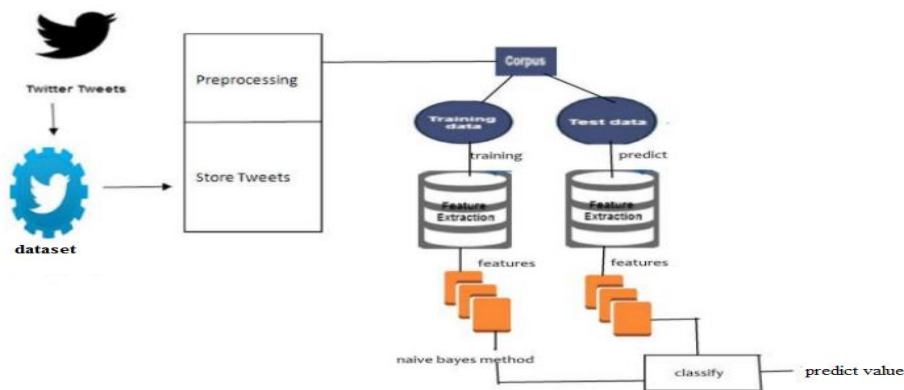 Twitter Tweets
dataset
Preprocessing
Store Tweets
Corpus
Training
data
Test data
training
predict
Feature
Extraction
Feature
Extraction
features
features
naive bayes method
classify
predict value